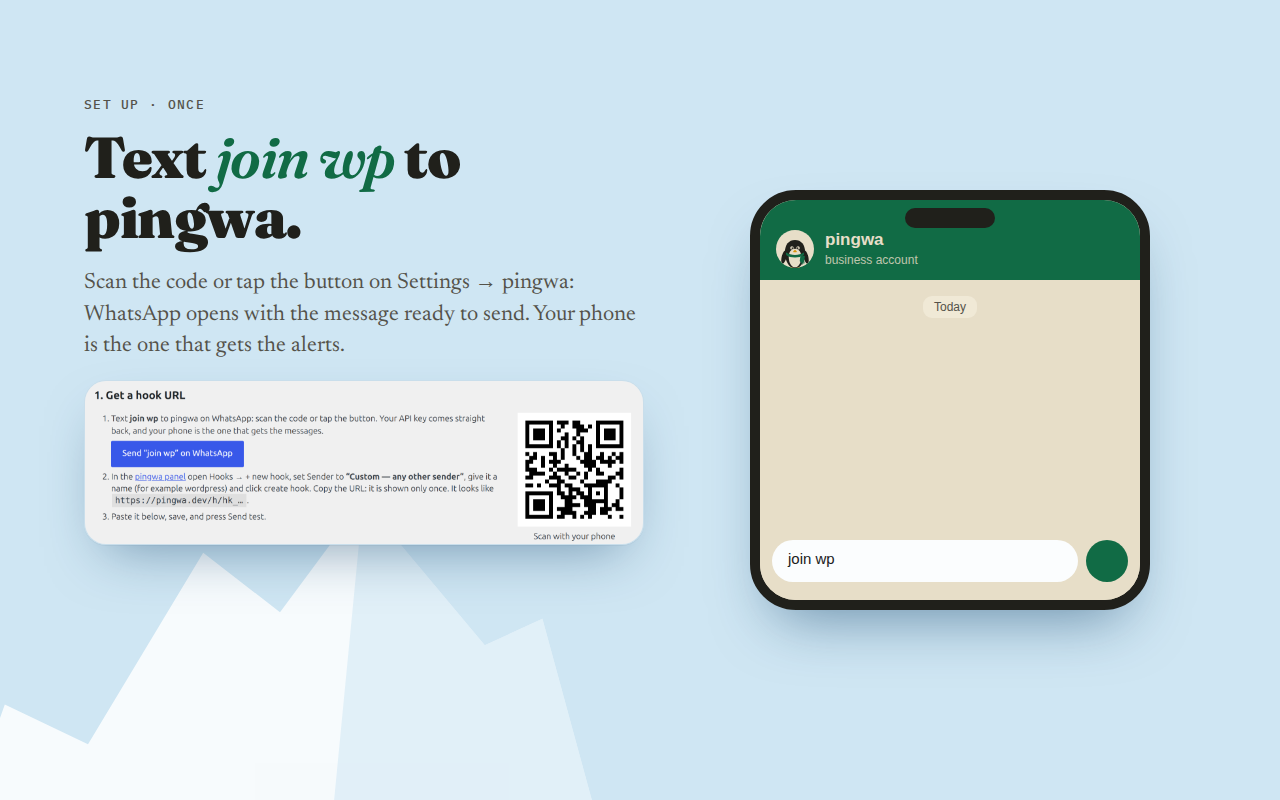 SET UP · ONCE
Text join wp to
pingwa.
Scan the code or tap the button on Settings → pingwa:
WhatsApp opens with the message ready to send. Your phone
is the one that gets the alerts.
1. Get a hook URL
1. Text join wp to pingwa on WhatsApp: scan the code or tap the button. Your API key comes straight
back, and your phone is the one that gets the messages.
Send "join wp" on WhatsApp
2. In the pingwa panel open Hooks → + new hook, set Sender to "Custom — any other sender", give it a
name (for example wordpress) and click create hook. Copy the URL: it is shown only once. It looks like
https://pingwa.dev/h/hk_… .
3. Paste it below, save, and press Send test.
Scan with your phone
pingwa
business account
Today
join wp